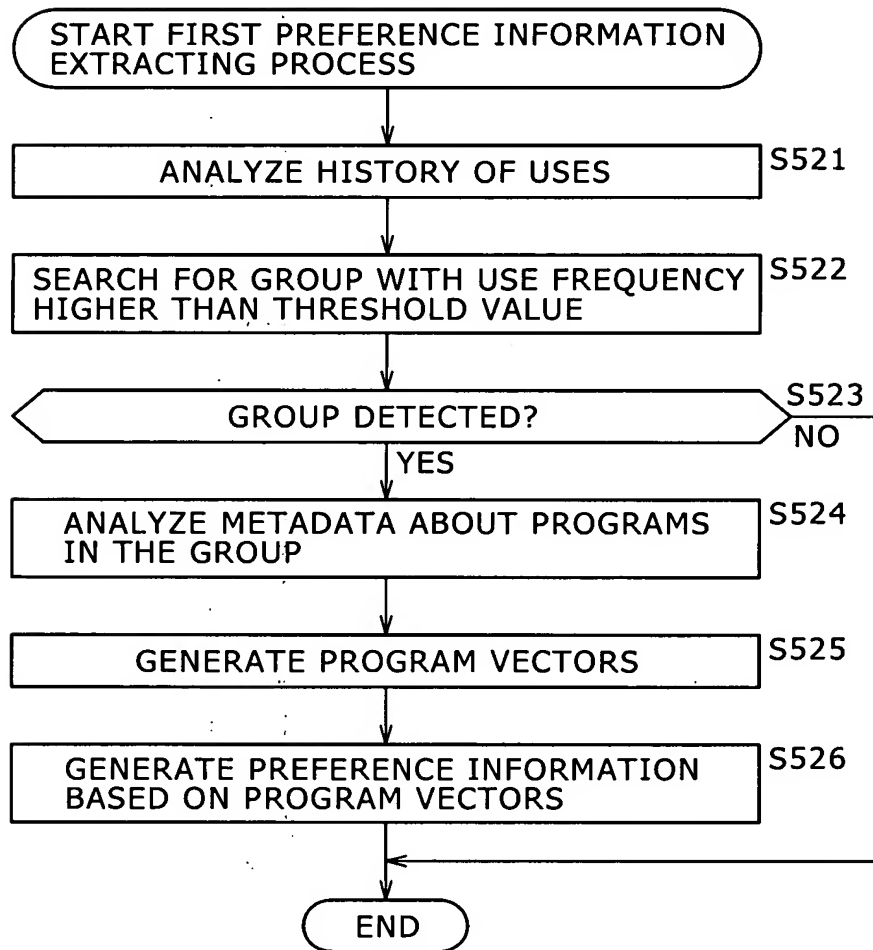 START FIRST PREFERENCE INFORMATION
EXTRACTING PROCESS
ANALYZE HISTORY OF USES
S521
SEARCH FOR GROUP WITH USE FREQUENCY
HIGHER THAN THRESHOLD VALUE
S522
GROUP DETECTED?
S523
NO
YES
ANALYZE METADATA ABOUT PROGRAMS
IN THE GROUP
S524
GENERATE PROGRAM VECTORS
S525
GENERATE PREFERENCE INFORMATION
BASED ON PROGRAM VECTORS
S526
END